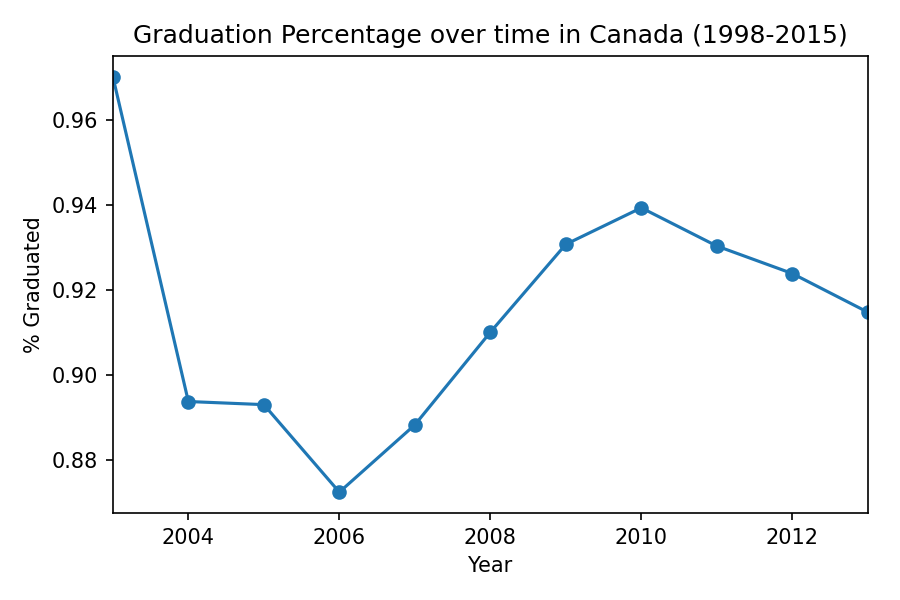 Graduation Percentage over time in Canada (1998-2015)
% Graduated
0.96
0.94
0.92
0.90
0.88
2004 2006 2008 2010 2012
Year